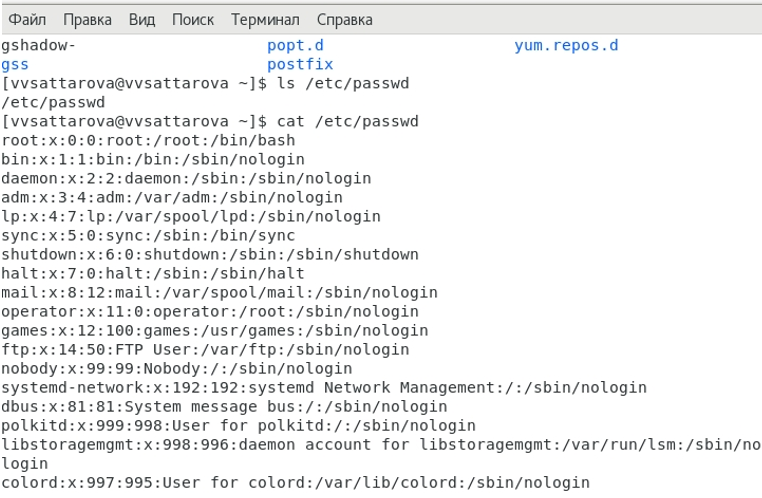 Файл Правка Вид Поиск Терминал Справка
gshadow- popt.d yum.repos.d
gss postfix
[vvsattarova@vvsattarova ~]$ ls /etc/passwd
/etc/passwd
[vvsattarova@vvsattarova ~]$ cat /etc/passwd
root:x:0:0:root:/root:/bin/bash
bin:x:1:1:bin:/bin:/sbin/nologin
daemon:x:2:2:daemon:/sbin:/sbin/nologin
adm:x:3:4:adm:/var/adm:/sbin/nologin
lp:x:4:7:lp:/var/spool/lpd:/sbin/nologin
sync:x:5:0:sync:/sbin:/bin/sync
shutdown:x:6:0:shutdown:/sbin:/sbin/shutdown
halt:x:7:0:halt:/sbin:/sbin/halt
mail:x:8:12:mail:/var/spool/mail:/sbin/nologin
operator:x:11:0:operator:/root:/sbin/nologin
games:x:12:100:games:/usr/games:/sbin/nologin
ftp:x:14:50:FTP User:/var/ftp:/sbin/nologin
nobody:x:99:99:Nobody:/:/sbin/nologin
systemd-network:x:192:192:systemd Network Management:/:/sbin/nologin
dbus:x:81:81:System message bus:/:/sbin/nologin
polkitd:x:999:998:User for polkitd:/:/sbin/nologin
libstoragemgmt:x:998:996:daemon account for libstoragemgmt:/var/run/lsm:/sbin/no
login
colord:x:997:995:User for colord:/var/lib/colord:/sbin/nologin